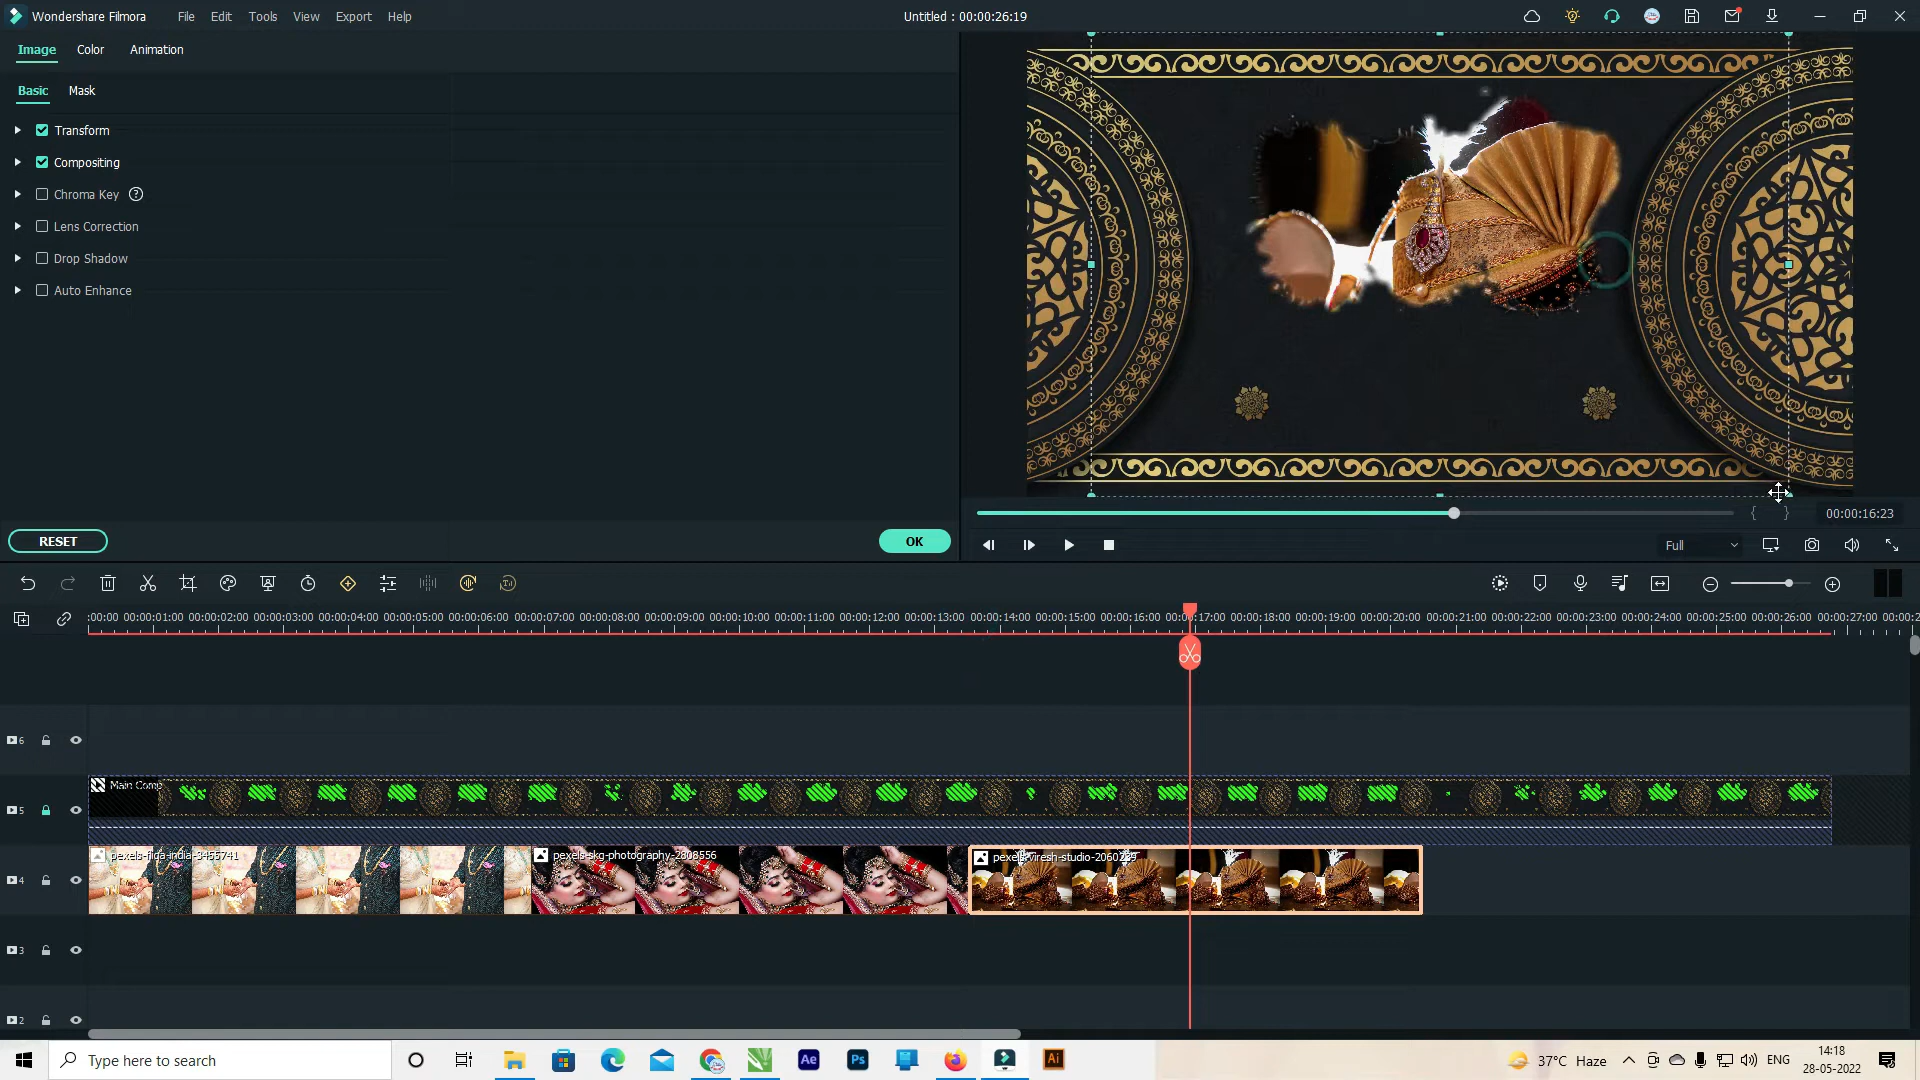 Wondershare Filmora File Edit Tools View Export Help Untitled : 00:00:26:19
Image Color Animation
Basic Mask
Transform
Compositing
Chroma Key ?
Lens Correction
Drop Shadow
Auto Enhance
RESET OK
{ } 00:00:16:23
Full
:00:00 00:00:01:00 00:00:02:00 00:00:03:00 00:00:04:00 00:00:05:00 00:00:06:00 00:00:07:00 00:00:08:00 00:00:09:00 00:00:10:00 00:00:11:00 00:00:12:00 00:00:13:00 00:00:14:00 00:00:15:00 00:00:16:00 00:00:17:00 00:00:18:00 00:00:19:00 00:00:20:00 00:00:21:00 00:00:22:00 00:00:23:00 00:00:24:00 00:00:25:00 00:00:26:00 00:00:27:00 00:00:2
6
5 Main Comp
4 pexels-fida-india-3455741 pexels-skg-photography-2808556 pexels-viresh-studio-2060239
3
2
Type here to search Ae Ps Ai 37°C Haze ENG 14:18
28-05-2022